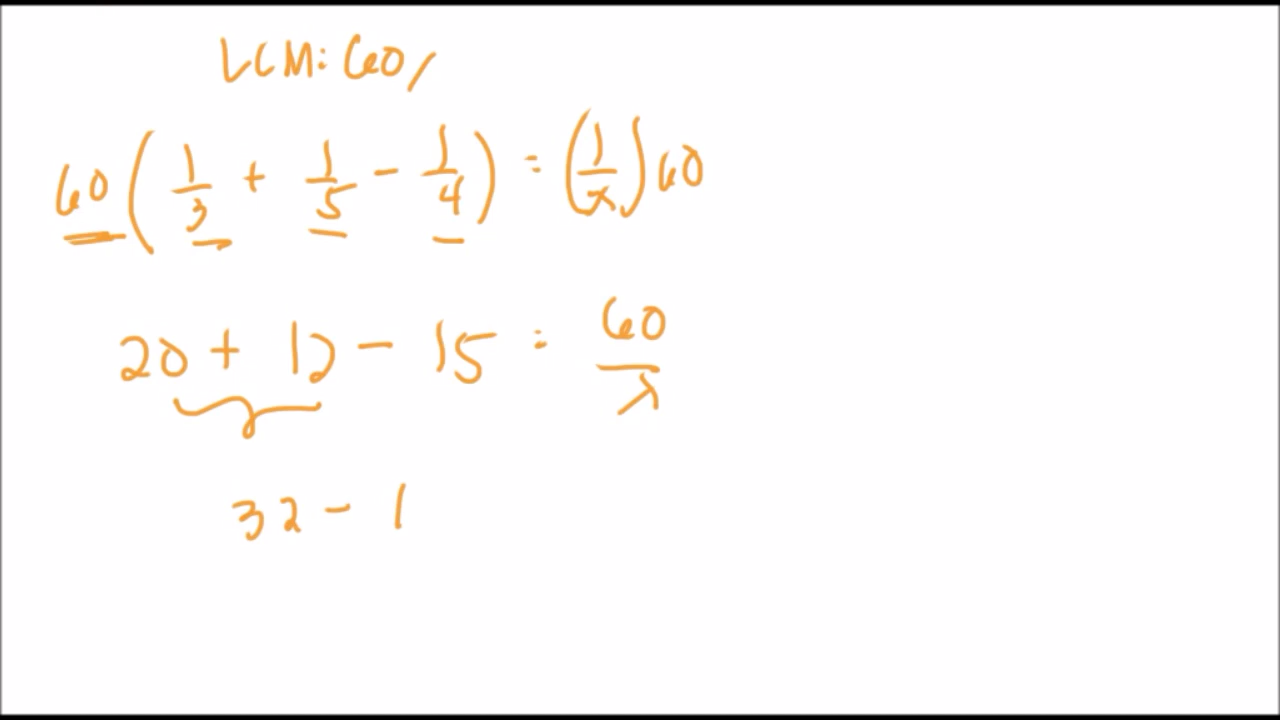 LCM: 60,
60 ( 1/3 + 1/5 - 1/4 ) = ( 1/x ) 60
20 + 12 - 15 = 60/x
32 - 1